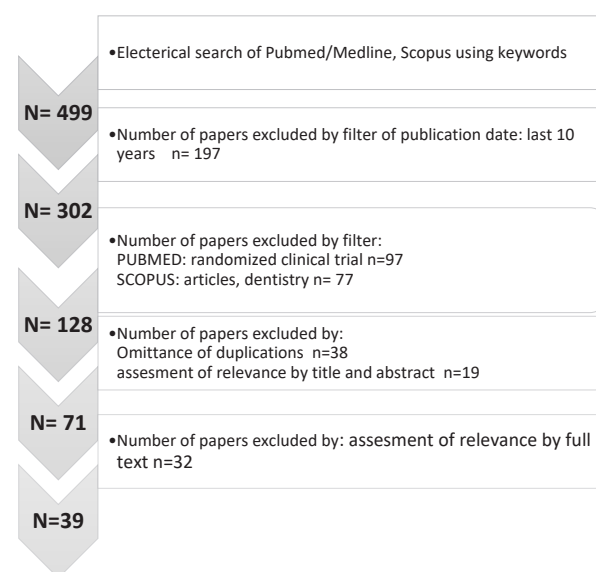 •Electerical search of Pubmed/Medline, Scopus using keywords
N= 499
•Number of papers excluded by filter of publication date: last 10
years n= 197
N= 302
•Number of papers excluded by filter:
PUBMED: randomized clinical trial n=97
SCOPUS: articles, dentistry n= 77
N= 128
•Number of papers excluded by:
Omittance of duplications n=38
assesment of relevance by title and abstract n=19
N= 71
•Number of papers excluded by: assesment of relevance by full
text n=32
N=39